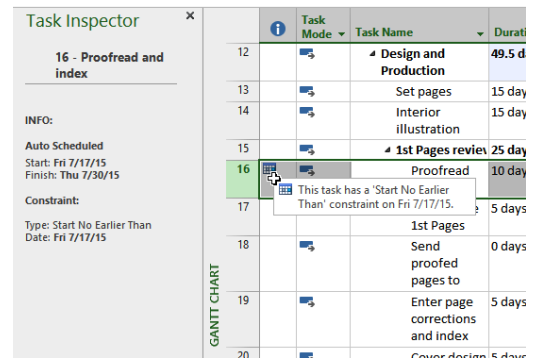 Task Inspector ×
16 - Proofread and
index
INFO:
Auto Scheduled
Start: Fri 7/17/15
Finish: Thu 7/30/15
Constraint:
Type: Start No Earlier Than
Date: Fri 7/17/15
GANTT CHART
Task
Mode
Task Name
Durati
12
Design and
Production
49.5 d
13
Set pages
15 day
14
Interior
illustration
15 day
15
1st Pages review
25 day
16
Proofread
10 day
This task has a 'Start No Earlier
Than' constraint on Fri 7/17/15.
17
e
1st Pages
5 days
18
Send
proofed
pages to
0 days
19
Enter page
corrections
and index
5 days
20
Cover design
5 days